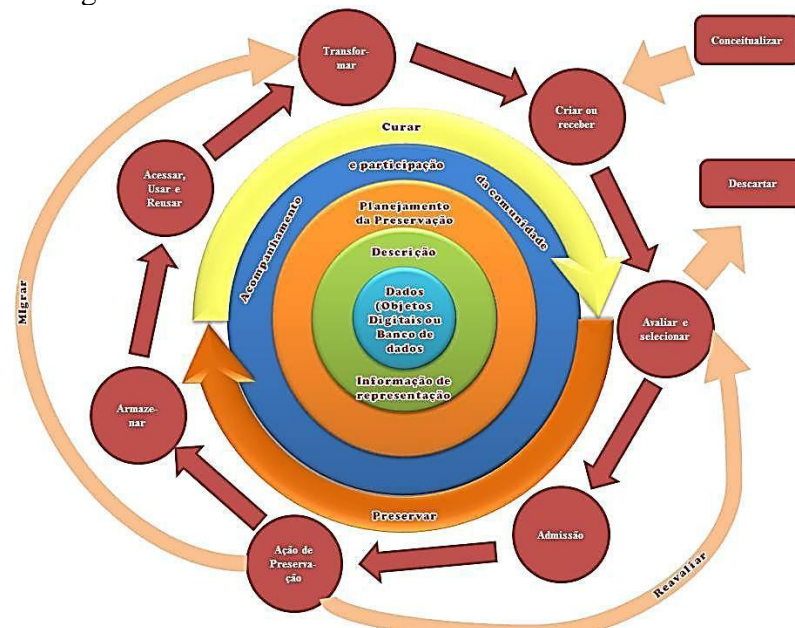 Transfor-
mar
Conceitualizar
Criar ou
receber
Curar
e participação
Acessar,
Usar e
Reusar
Descartar
Planejamento
da Preservação
da comunidade
Acompanhamento
Descrição
Dados
(Objetos
Digitais ou
Banco de
dados
Migrar
Avaliar e
selecionar
Informação de
representação
Armaze-
nar
Preservar
Admissão
Ação de
Preserva-
ção
Reavaliar